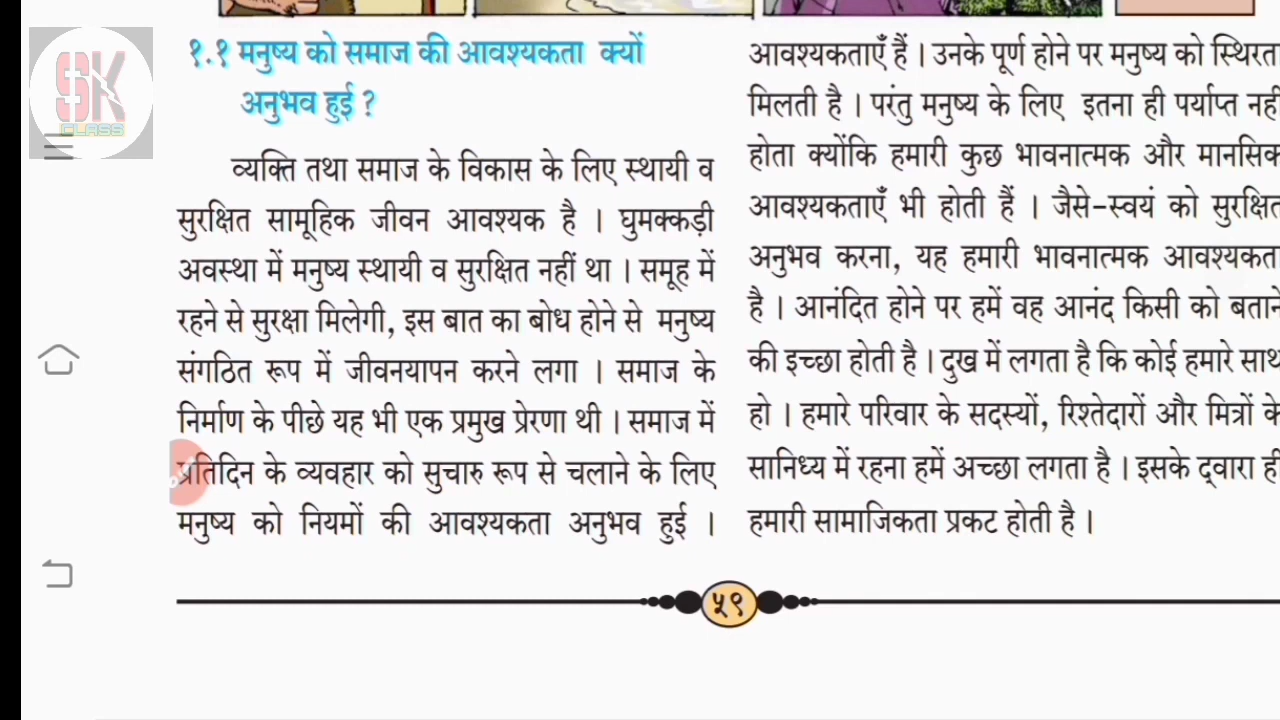 SK
CLASS
१.१ मनुष्य को समाज की आवश्यकता क्यों
अनुभव हुई ?
व्यक्ति तथा समाज के विकास के लिए स्थायी व
सुरक्षित सामूहिक जीवन आवश्यक है । घुमक्कड़ी
अवस्था में मनुष्य स्थायी व सुरक्षित नहीं था । समूह में
रहने से सुरक्षा मिलेगी, इस बात का बोध होने से मनुष्य
संगठित रूप में जीवनयापन करने लगा । समाज के
निर्माण के पीछे यह भी एक प्रमुख प्रेरणा थी । समाज में
प्रतिदिन के व्यवहार को सुचारु रूप से चलाने के लिए
मनुष्य को नियमों की आवश्यकता अनुभव हुई ।
आवश्यकताएँ हैं । उनके पूर्ण होने पर मनुष्य को स्थिरता
मिलती है । परंतु मनुष्य के लिए इतना ही पर्याप्त नहीं
होता क्योंकि हमारी कुछ भावनात्मक और मानसिक
आवश्यकताएँ भी होती हैं । जैसे-स्वयं को सुरक्षित
अनुभव करना, यह हमारी भावनात्मक आवश्यकता
है । आनंदित होने पर हमें वह आनंद किसी को बताने
की इच्छा होती है । दुख में लगता है कि कोई हमारे साथ
हो । हमारे परिवार के सदस्यों, रिश्तेदारों और मित्रों के
सानिध्य में रहना हमें अच्छा लगता है । इसके द्वारा ही
हमारी सामाजिकता प्रकट होती है ।
५९